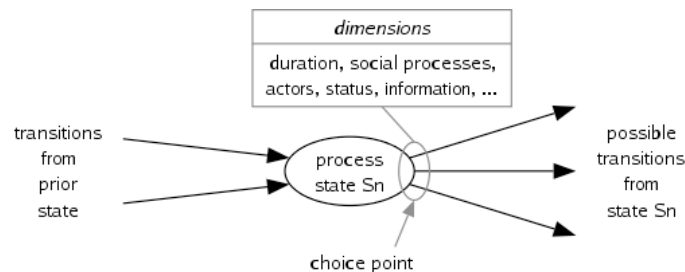 dimensions
duration, social processes,
actors, status, information, ...
transitions
from
prior
state
process
state Sn
possible
transitions
from
state Sn
choice point